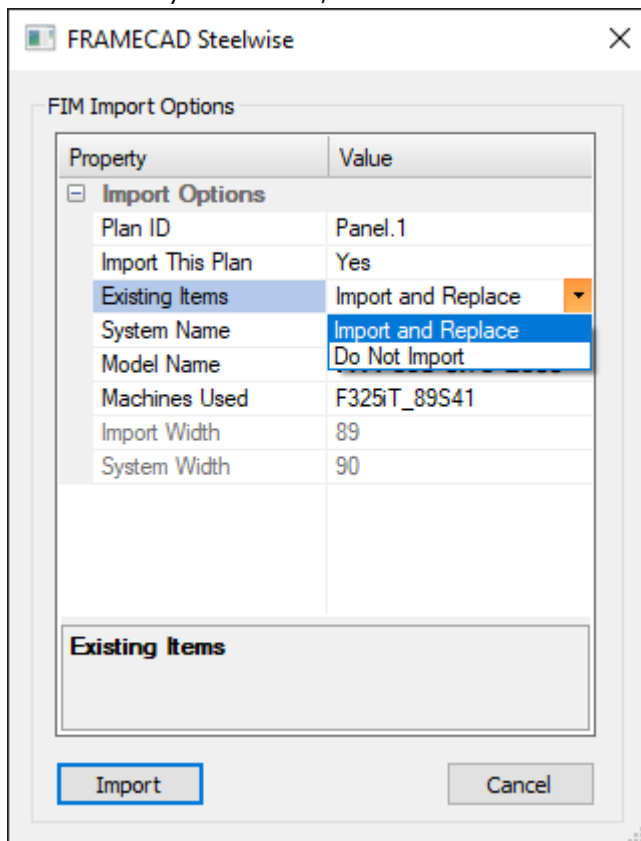 FRAMECAD Steelwise
FIM Import Options
Property Value
Import Options
Plan ID Panel.1
Import This Plan Yes
Existing Items Import and Replace
System Name Import and Replace
Model Name Do Not Import
Machines Used F325iT_89S41
Import Width 89
System Width 90
Existing Items
Import Cancel